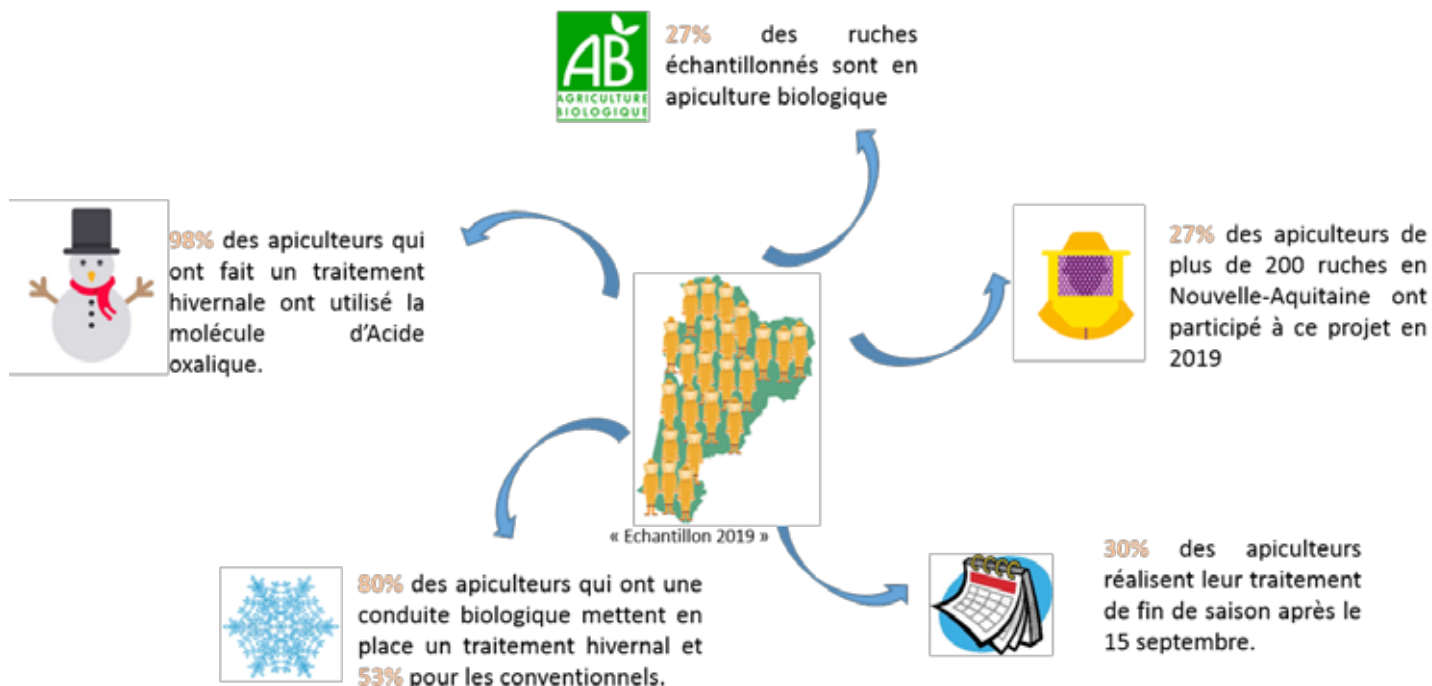 AB
AGRICULTURE
BIOLOGIQUE
27% des ruches
échantillonnés sont en
apiculture biologique
98% des apiculteurs qui
ont fait un traitement
hivernale ont utilisé la
molécule d'Acide
oxalique.
27% des apiculteurs de
plus de 200 ruches en
Nouvelle-Aquitaine ont
participé à ce projet en
2019
« Echantillon 2019 »
80% des apiculteurs qui ont une
conduite biologique mettent en
place un traitement hivernal et
53% pour les conventionnels.
30% des apiculteurs
réalisent leur traitement
de fin de saison après le
15 septembre.